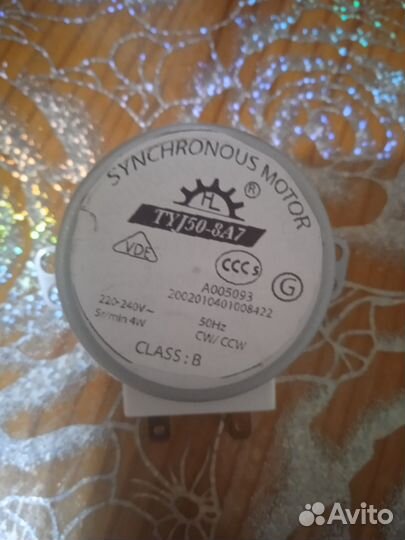 SYNCHRONOUS MOTOR
HL ®
TYJ50-8A7
VDE
CCC S
G
A005093
2002010401008422
220-240V~ 50Hz
5r/min 4W CW/CCW
CLASS : B
Avito